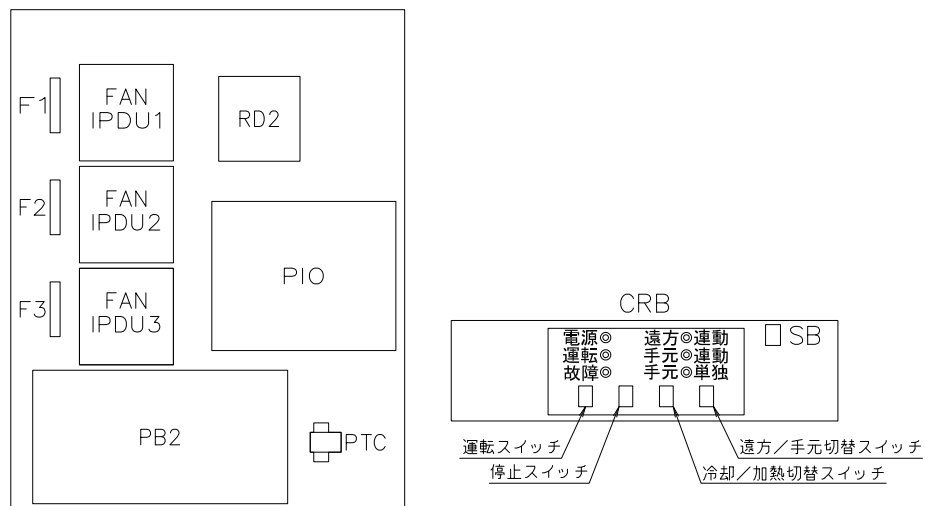 F1
FAN
IPDU1
RD2
F2
FAN
IPDU2
PIO
F3
FAN
IPDU3
PB2
PTC
CRB
電源◎ 遠方◎連動
運転◎ 手元◎連動
故障◎ 手元◎単独
SB
運転スイッチ
遠方／手元切替スイッチ
停止スイッチ
冷却／加熱切替スイッチ